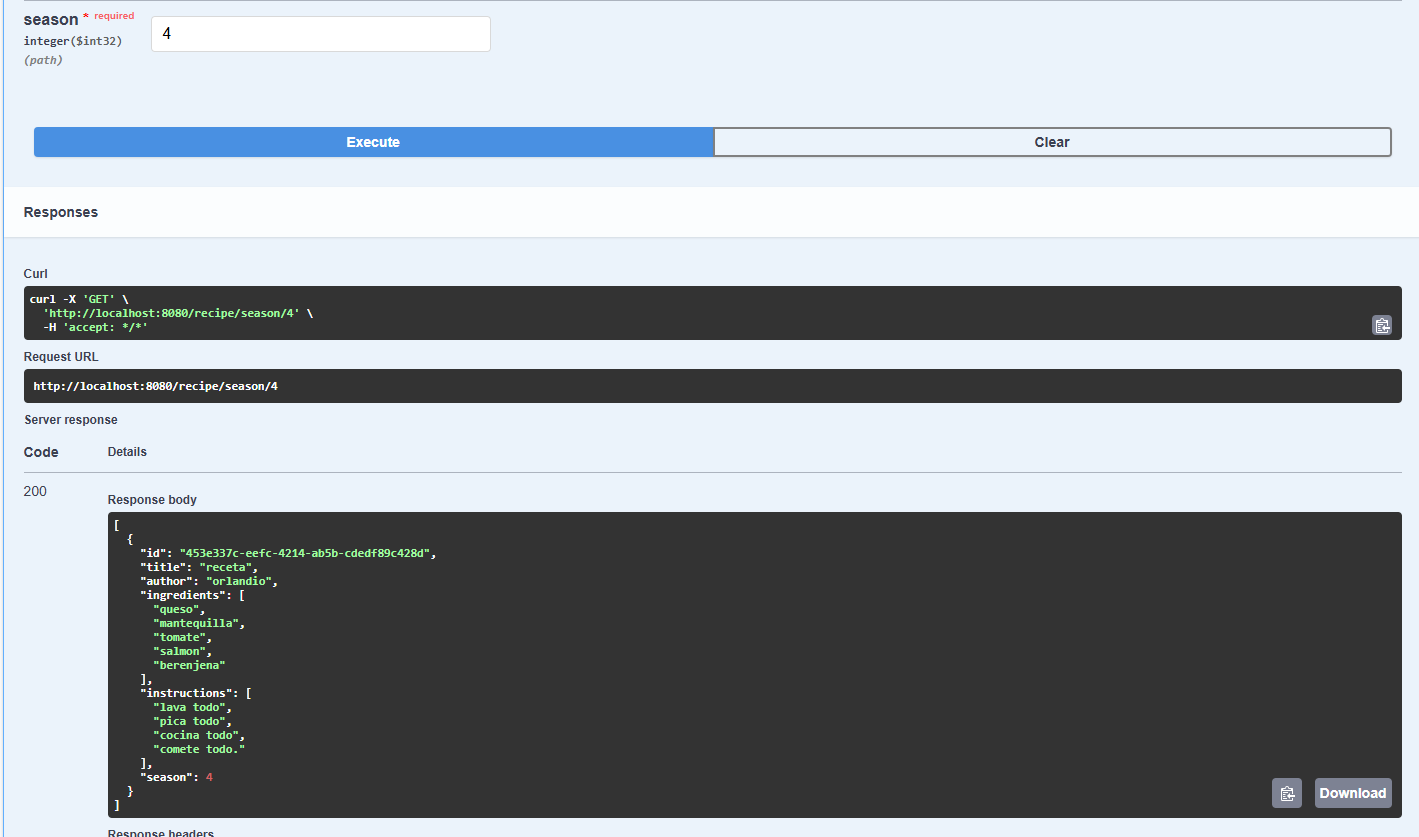 season * required
integer($int32)
(path)
4
Execute
Clear
Responses
Curl
curl -X 'GET' \
  'http://localhost:8080/recipe/season/4' \
  -H 'accept: */*'
Request URL
http://localhost:8080/recipe/season/4
Server response
Code
Details
200
Response body
[
  {
    "id": "453e337c-eefc-4214-ab5b-cdedf89c428d",
    "title": "receta",
    "author": "orlandio",
    "ingredients": [
      "queso",
      "mantequilla",
      "tomate",
      "salmon",
      "berenjena"
    ],
    "instructions": [
      "lava todo",
      "pica todo",
      "cocina todo",
      "comete todo."
    ],
    "season": 4
  }
]
Download
Response headers